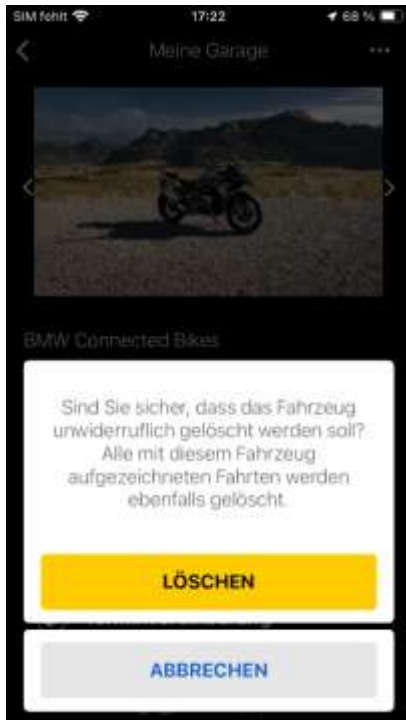 SIM fehlt 17:22 68 %
Meine Garage
BMW Connected Bikes
Sind Sie sicher, dass das Fahrzeug
unwiderruflich gelöscht werden soll?
Alle mit diesem Fahrzeug
aufgezeichneten Fahrten werden
ebenfalls gelöscht.
LÖSCHEN
ABBRECHEN